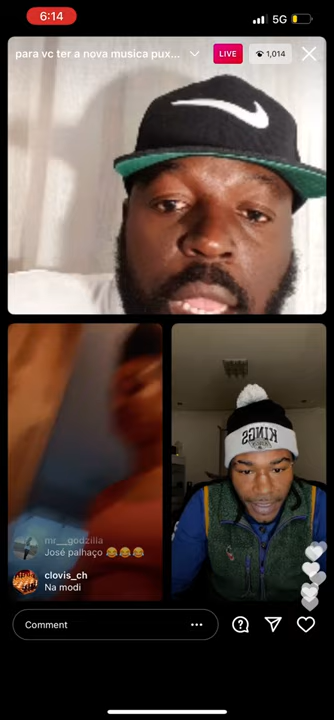 6:14
5G
para vc ter a nova musica pux...
LIVE
1,014
KINGS
mr__godzilla
José palhaço 😂😂😂
clovis_ch
Na modi
Comment